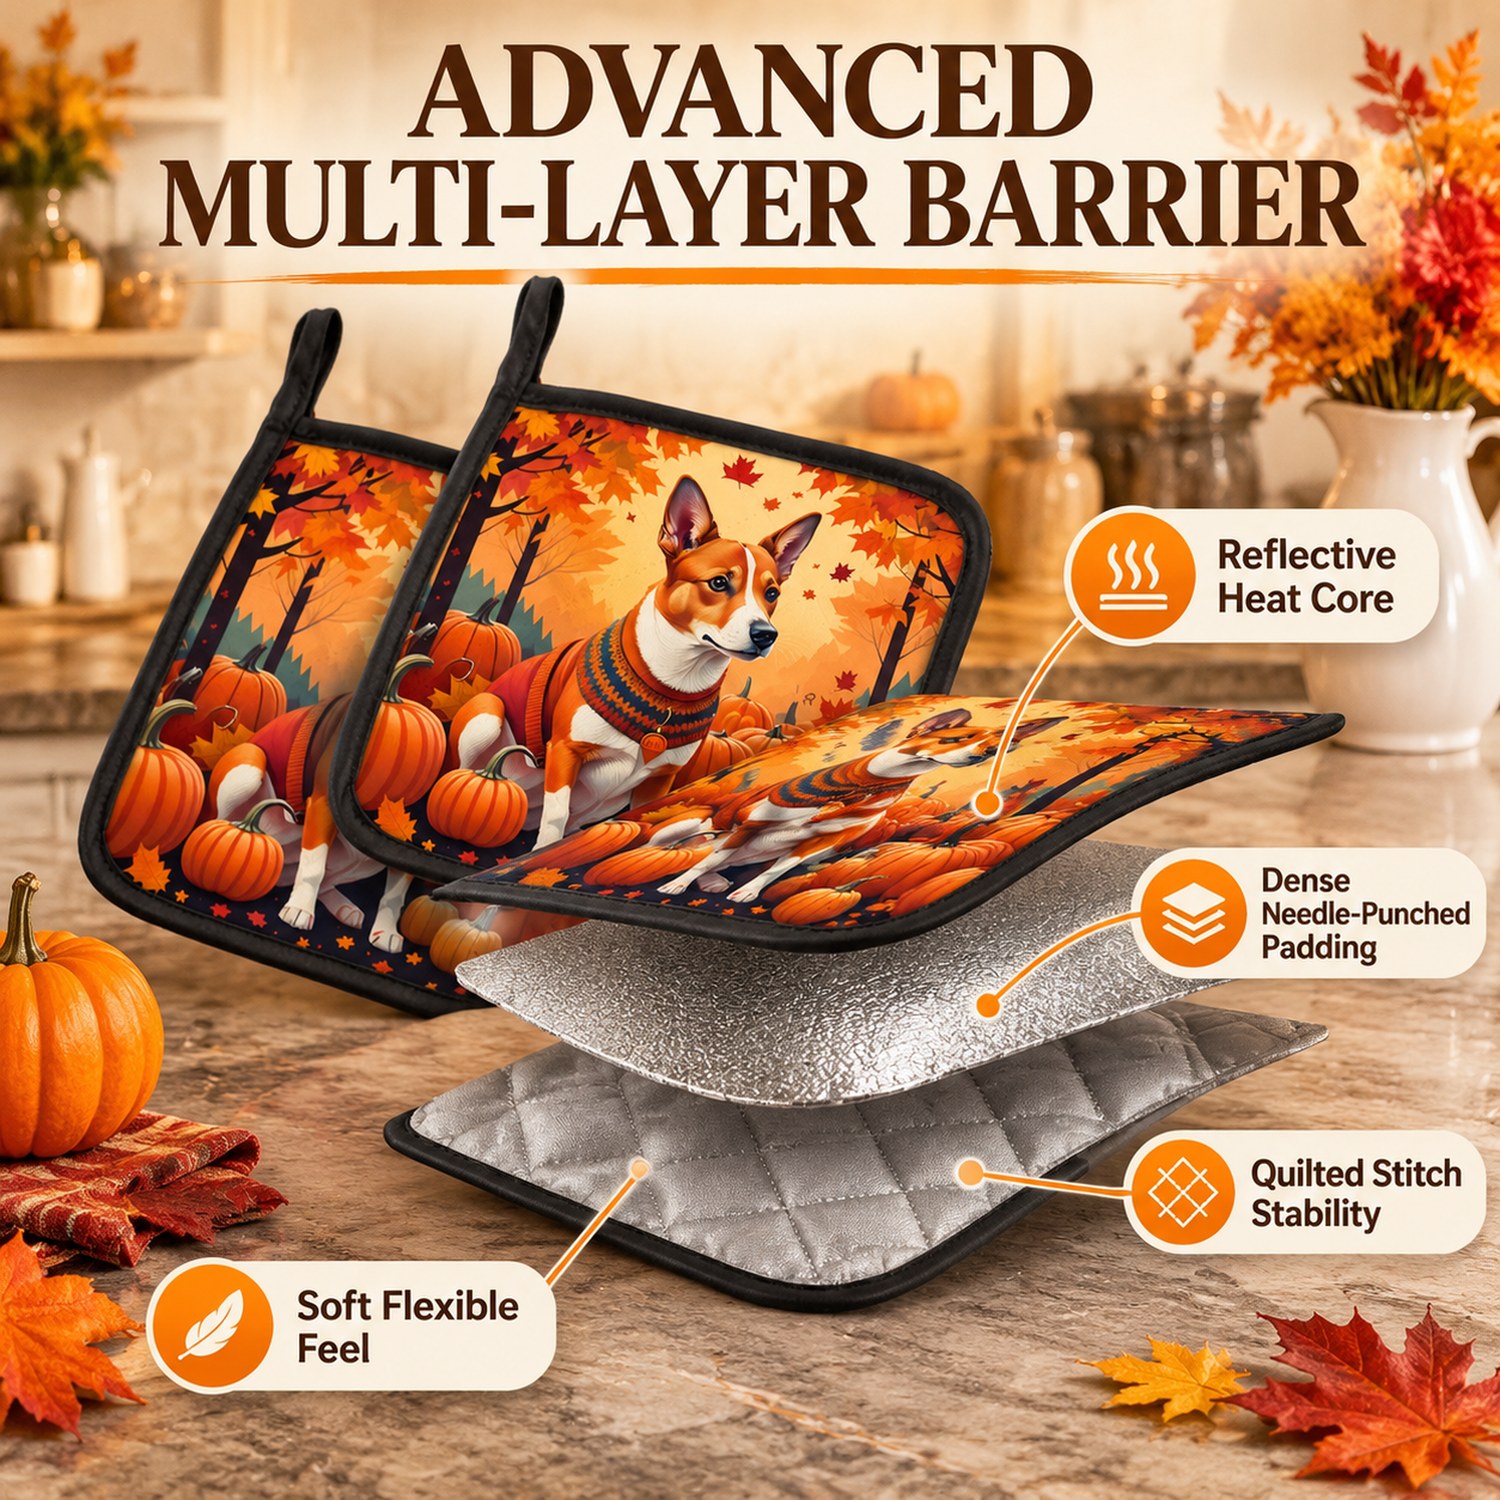 ADVANCED
MULTI-LAYER BARRIER
Reflective
Heat Core
Dense
Needle-Punched
Padding
Quilted Stitch
Stability
Soft Flexible
Feel